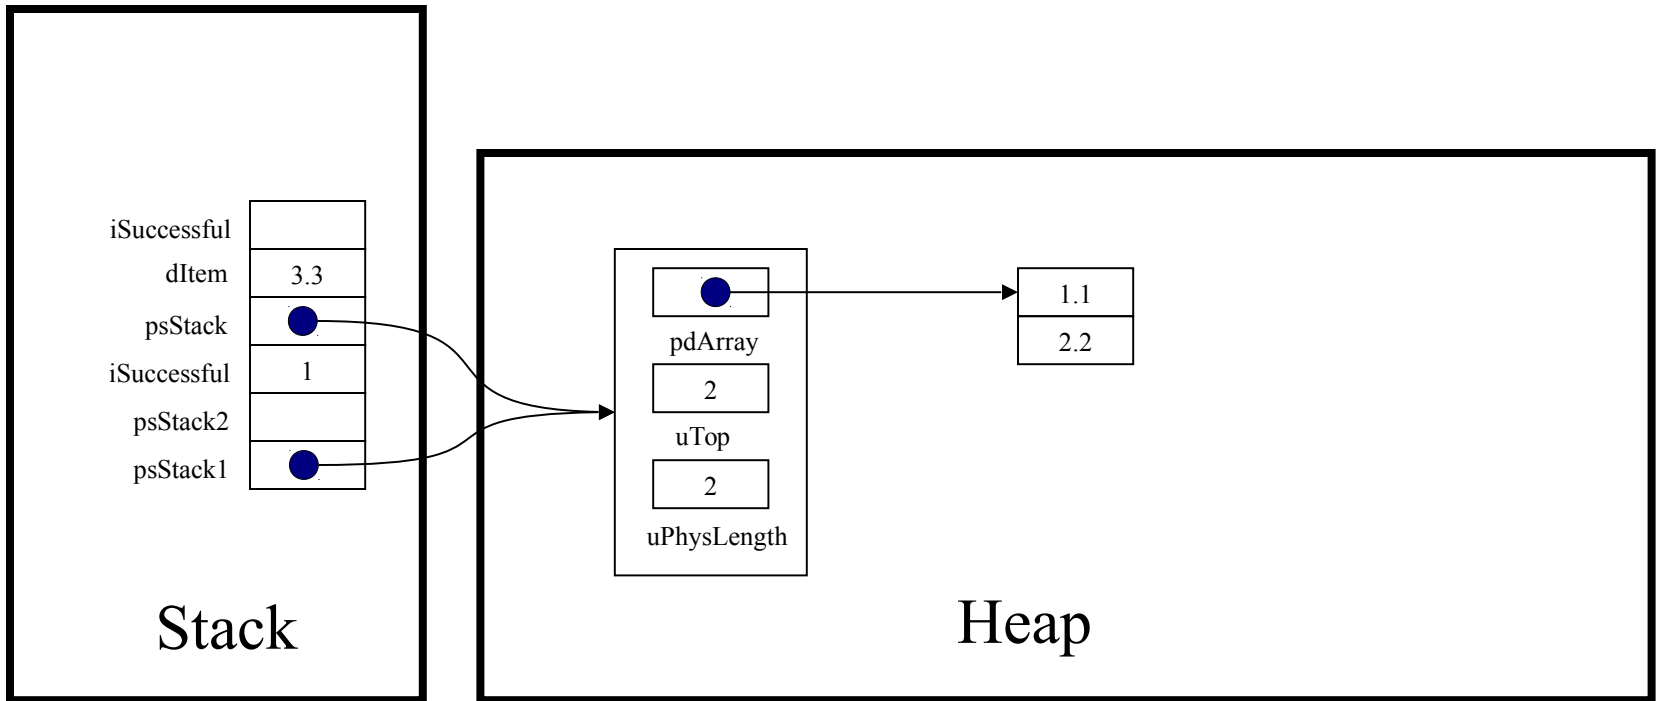 iSuccessful
dItem 3.3
psStack
iSuccessful 1
psStack2
psStack1
Stack
pdArray
2
uTop
2
uPhysLength
1.1
2.2
Heap